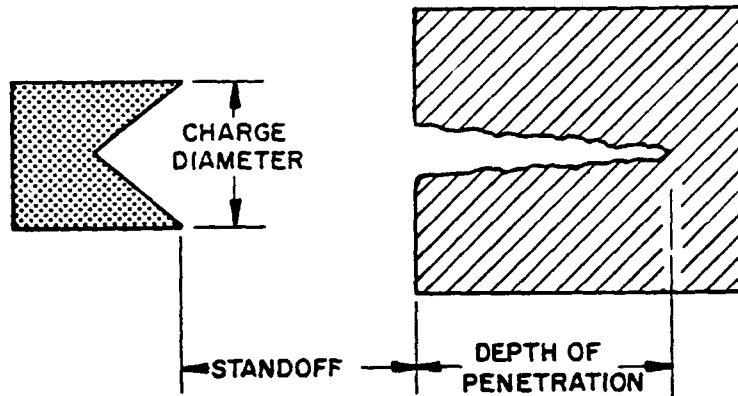 CHARGE
DIAMETER
STANDOFF
DEPTH OF
PENETRATION